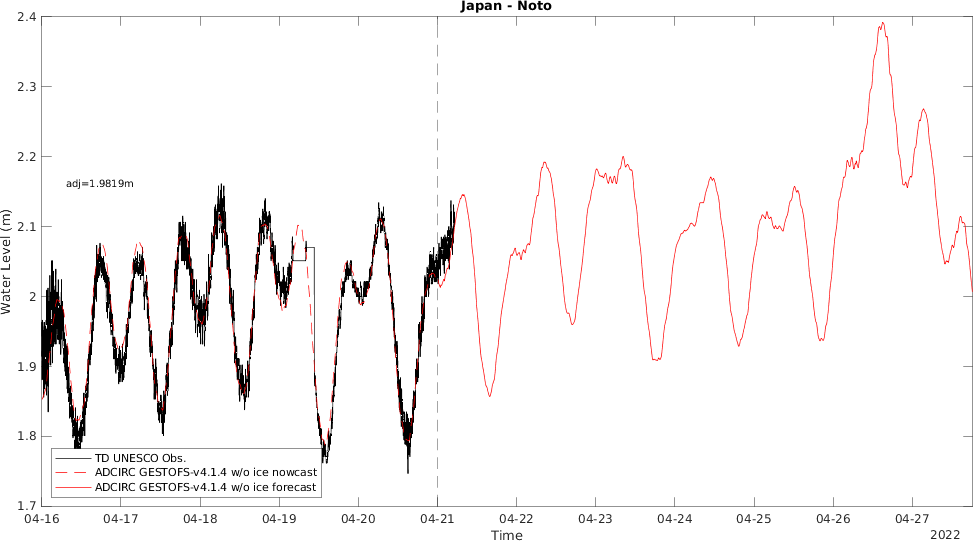 Japan - Noto
2.4
2.3
2.2
2.1
2
1.9
1.8
1.7
Water Level (m)
adj=1.9819m
TD UNESCO Obs.
ADCIRC GESTOFS-v4.1.4 w/o ice nowcast
ADCIRC GESTOFS-v4.1.4 w/o ice forecast
04-16 04-17 04-18 04-19 04-20 04-21 04-22 04-23 04-24 04-25 04-26 04-27
Time
2022